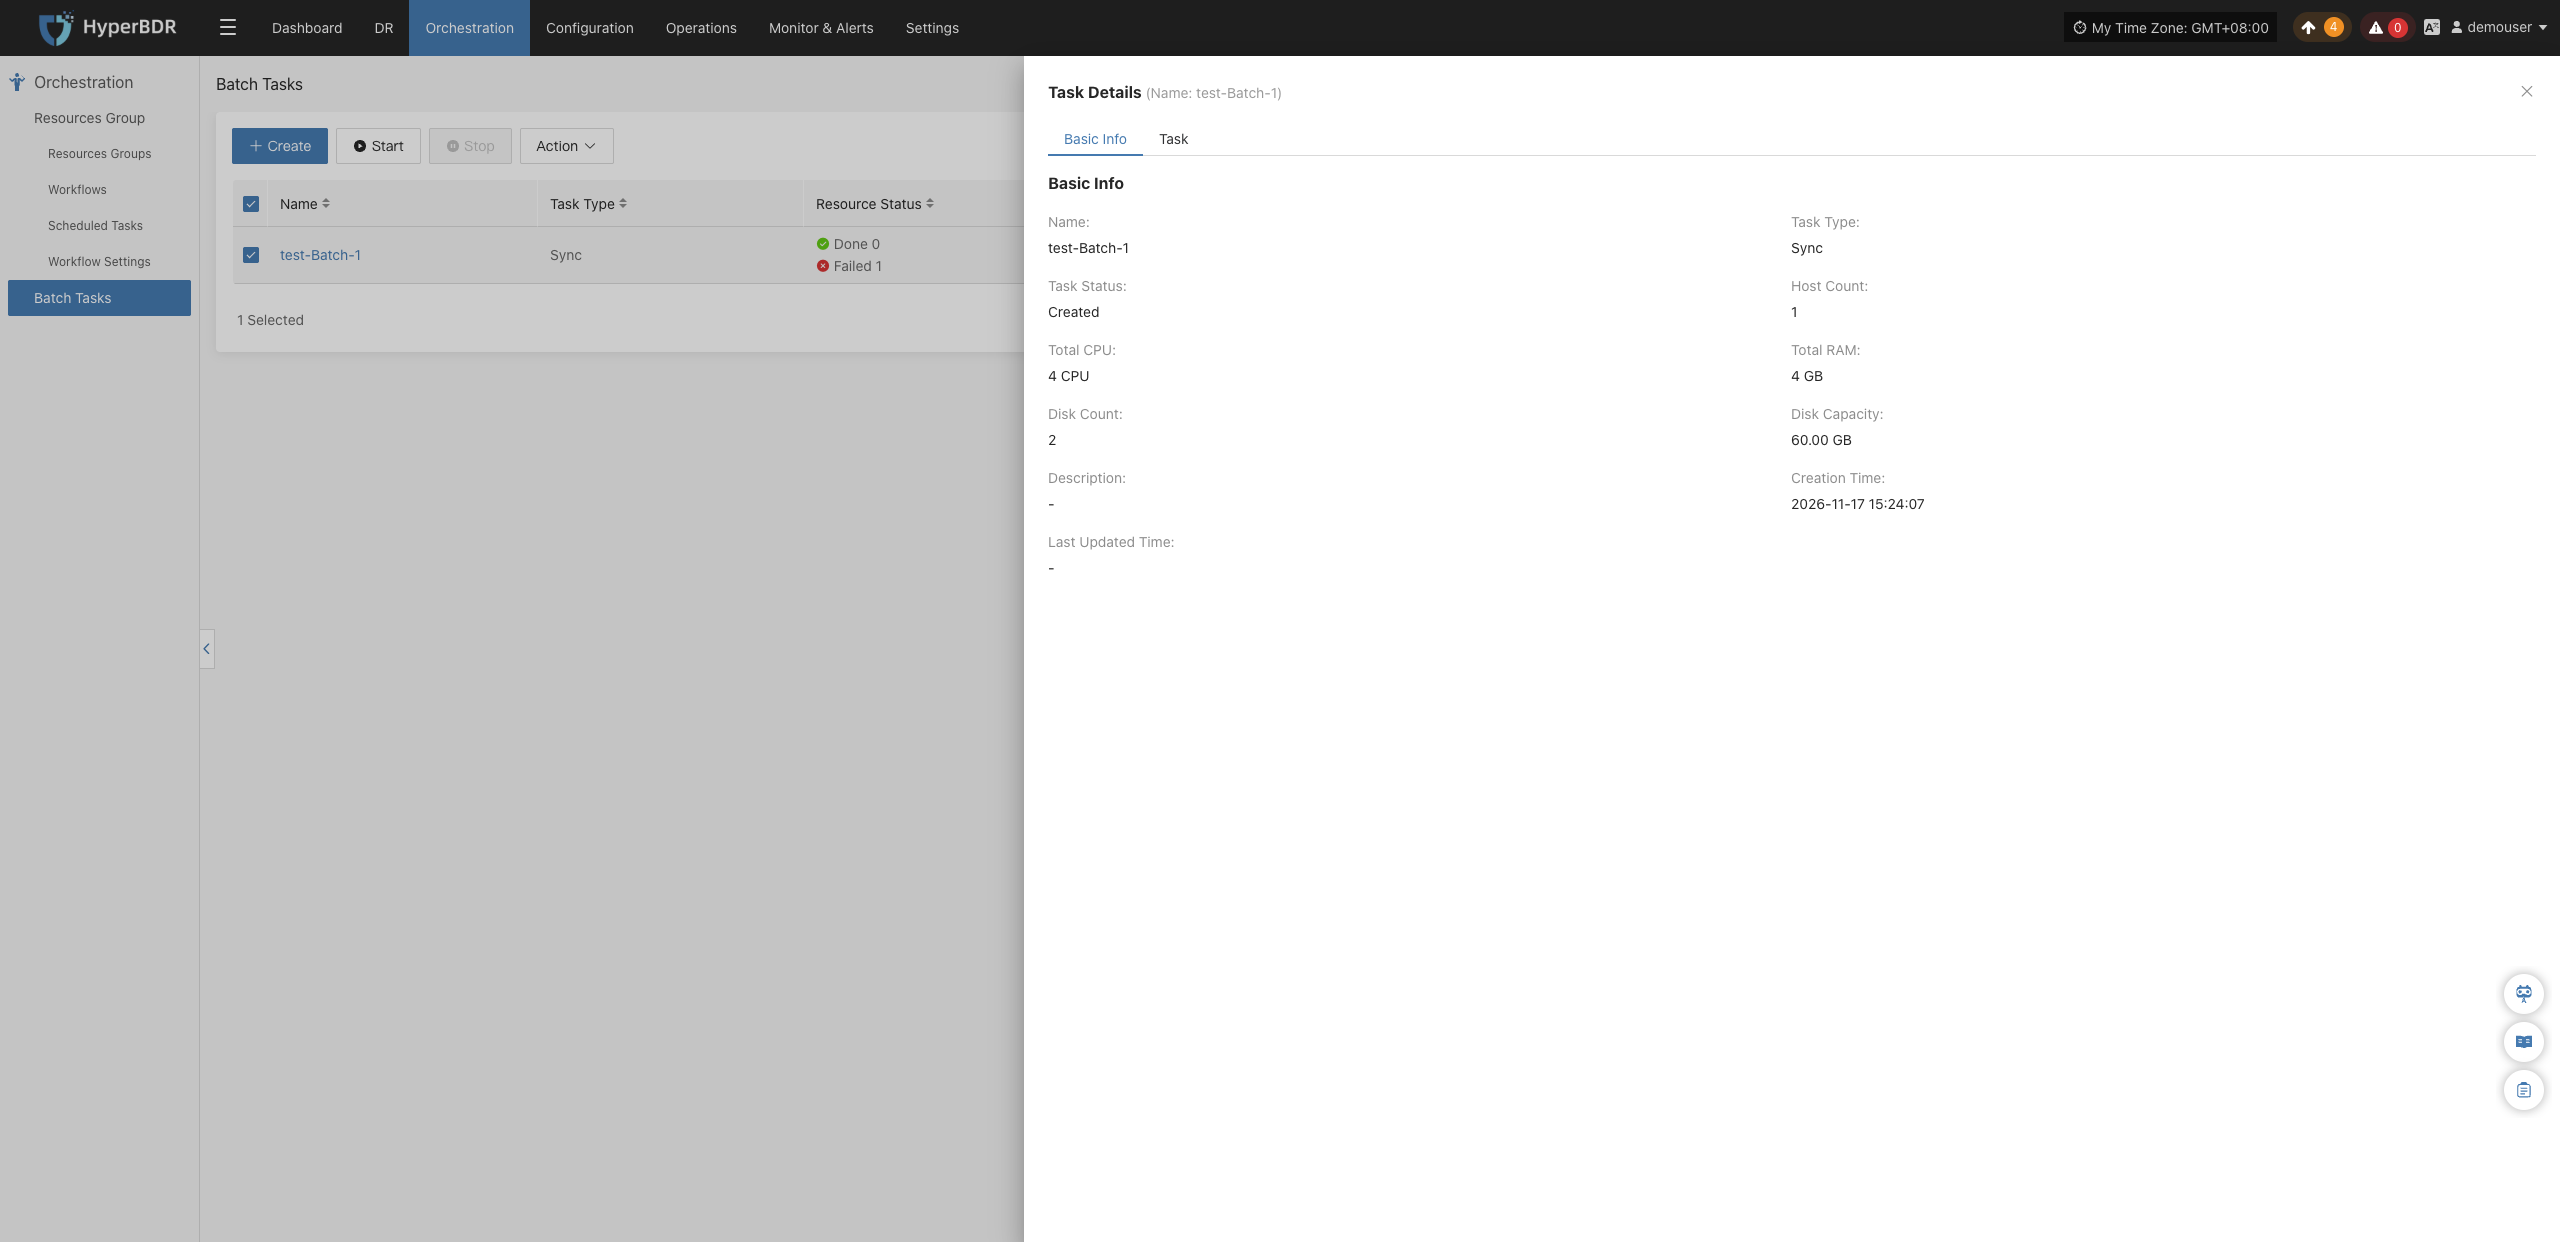 HyperBDR
Dashboard
DR
Orchestration
Configuration
Operations
Monitor & Alerts
Settings
My Time Zone: GMT+08:00
4
0
demouser
Orchestration
Resources Group
Resources Groups
Workflows
Scheduled Tasks
Workflow Settings
Batch Tasks
Batch Tasks
Create
Start
Stop
Action
Name
Task Type
Resource Status
test-Batch-1
Sync
Done 0
Failed 1
1 Selected
Task Details (Name: test-Batch-1)
Basic Info
Task
Basic Info
Name:
test-Batch-1
Task Type:
Sync
Task Status:
Created
Host Count:
1
Total CPU:
4 CPU
Total RAM:
4 GB
Disk Count:
2
Disk Capacity:
60.00 GB
Description:
-
Creation Time:
2026-11-17 15:24:07
Last Updated Time:
-